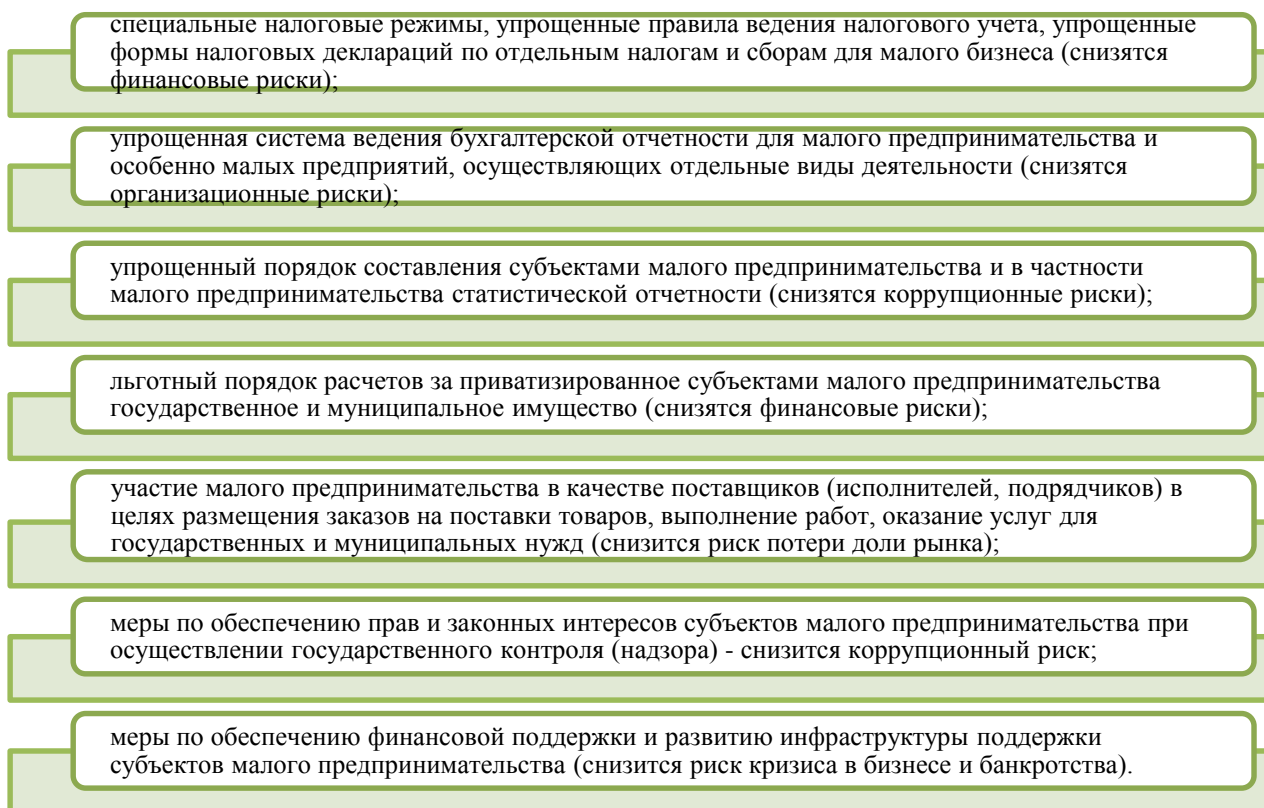 специальные налоговые режимы, упрощенные правила ведения налогового учета, упрощенные
формы налоговых деклараций по отдельным налогам и сборам для малого бизнеса (снизятся
финансовые риски);
упрощенная система ведения бухгалтерской отчетности для малого предпринимательства и
особенно малых предприятий, осуществляющих отдельные виды деятельности (снизятся
организационные риски);
упрощенный порядок составления субъектами малого предпринимательства и в частности
малого предпринимательства статистической отчетности (снизятся коррупционные риски);
льготный порядок расчетов за приватизированное субъектами малого предпринимательства
государственное и муниципальное имущество (снизятся финансовые риски);
участие малого предпринимательства в качестве поставщиков (исполнителей, подрядчиков) в
целях размещения заказов на поставки товаров, выполнение работ, оказание услуг для
государственных и муниципальных нужд (снизится риск потери доли рынка);
меры по обеспечению прав и законных интересов субъектов малого предпринимательства при
осуществлении государственного контроля (надзора) - снизится коррупционный риск;
меры по обеспечению финансовой поддержки и развитию инфраструктуры поддержки
субъектов малого предпринимательства (снизится риск кризиса в бизнесе и банкротства).